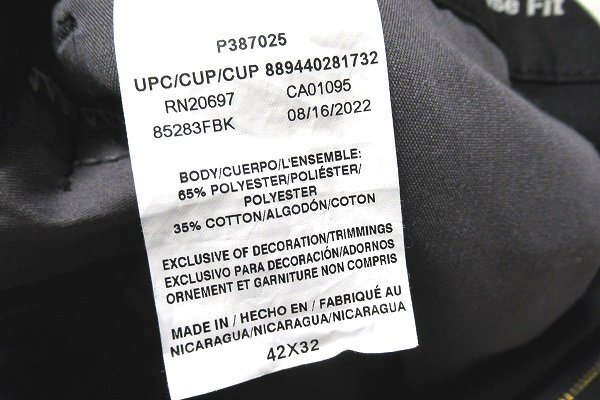 se Fit
P387025
UPC/CUP/CUP 889440281732
RN20697 CA01095
85283FBK 08/16/2022
BODY/CUERPO/L'ENSEMBLE:
65% POLYESTER/POLIÉSTER/
POLYESTER
35% COTTON/ALGODÓN/COTON
EXCLUSIVE OF DECORATION/TRIMMINGS
EXCLUSIVO PARA DECORACIÓN/ADORNOS
ORNEMENT ET GARNITURE NON COMPRIS
MADE IN / HECHO EN / FABRIQUÉ AU
NICARAGUA/NICARAGUA/NICARAGUA
42X32